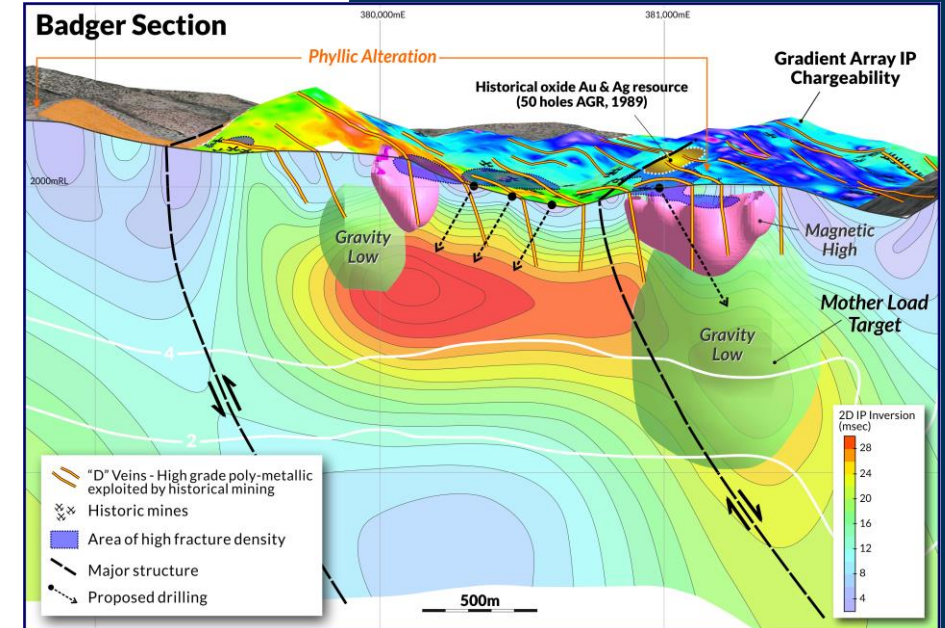 Badger Section
380,000mE
381,000mE
Phyllic Alteration
Gradient Array IP
Chargeability
Historical oxide Au & Ag resource
(50 holes AGR, 1989)
2000mRL
Gravity
Low
Magnetic
High
Mother Load
Target
Gravity
Low
4
2
2D IP Inversion
(msec)
28
24
20
16
12
8
4
"D" Veins - High grade poly-metallic
exploited by historical mining
Historic mines
Area of high fracture density
Major structure
Proposed drilling
500m